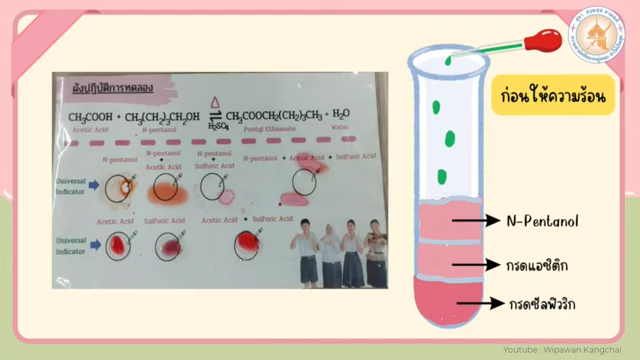 ผังปฏิบัติการทดลอง
CH₃COOH + CH₃(CH₂)₃CH₂OH ⇌ CH₃COOCH₂(CH₂)₃CH₃ + H₂O
Δ
H₂SO₄
Acetic Acid N-pentanol Pentyl Ethanoate Water
N-pentanol
N-pentanol + Acetic Acid
N-pentanol + Sulfuric Acid
N-pentanol + Acetic Acid + Sulfuric Acid
Universal Indicator
Acetic Acid Sulfuric Acid Acetic Acid + Sulfuric Acid
Universal Indicator
ก่อนให้ความร้อน
N-Pentanol
กรดแอซิติก
กรดซัลฟิวริก
Youtube : Wipawan Kangchai